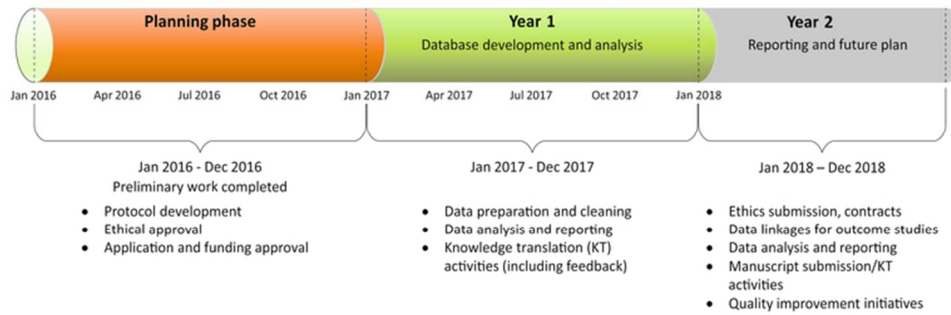 Planning phase
Year 1
Database development and analysis
Year 2
Reporting and future plan
Jan 2016
Apr 2016
Jul 2016
Oct 2016
Jan 2017
Apr 2017
Jul 2017
Oct 2017
Jan 2018
Jan 2016 - Dec 2016
Preliminary work completed
• Protocol development
• Ethical approval
• Application and funding approval
Jan 2017 - Dec 2017
• Data preparation and cleaning
• Data analysis and reporting
• Knowledge translation (KT)
activities (including feedback)
Jan 2018 – Dec 2018
• Ethics submission, contracts
• Data linkages for outcome studies
• Data analysis and reporting
• Manuscript submission/KT
activities
• Quality improvement initiatives